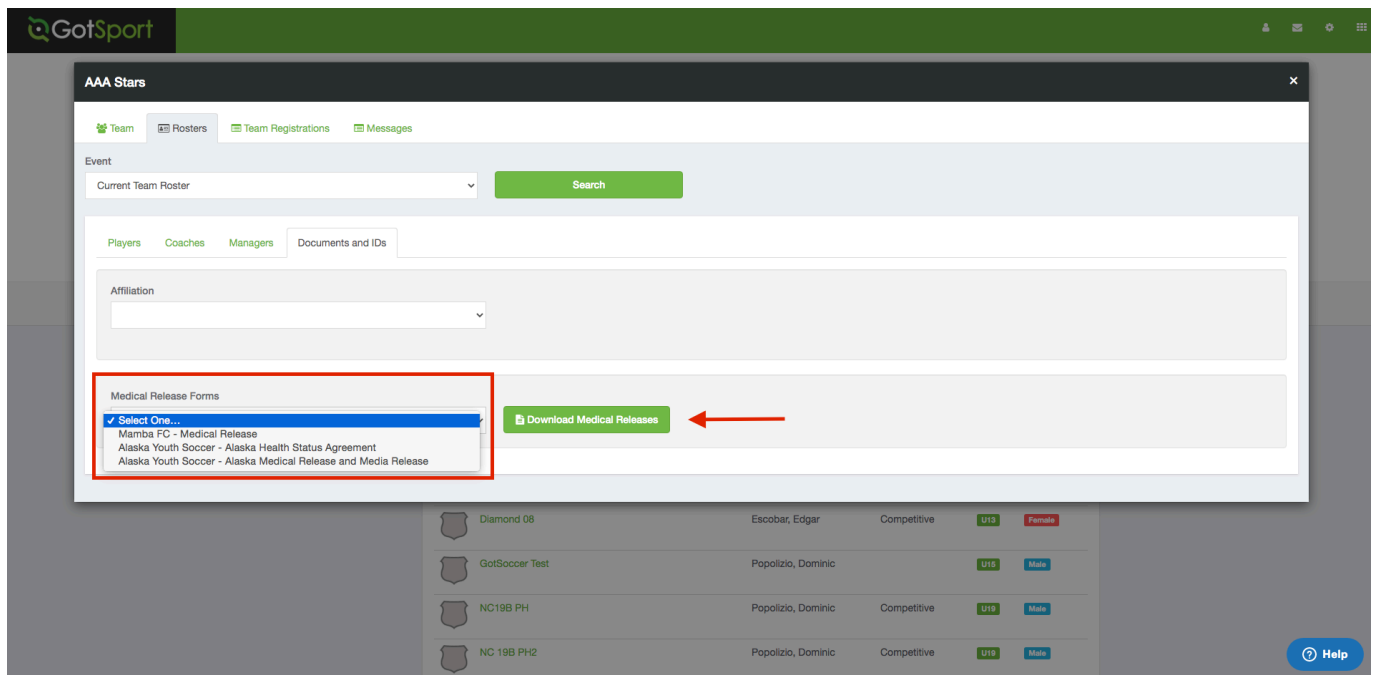 GotSport
AAA Stars ×
Team Rosters Team Registrations Messages
Event
Current Team Roster Search
Players Coaches Managers Documents and IDs
Affiliation
Medical Release Forms
✓ Select One...
Mamba FC - Medical Release
Alaska Youth Soccer - Alaska Health Status Agreement
Alaska Youth Soccer - Alaska Medical Release and Media Release
Download Medical Releases
Diamond 08 Escobar, Edgar Competitive U13 Female
GotSoccer Test Popolizio, Dominic U15 Male
NC19B PH Popolizio, Dominic Competitive U19 Male
NC 19B PH2 Popolizio, Dominic Competitive U19 Male
Help